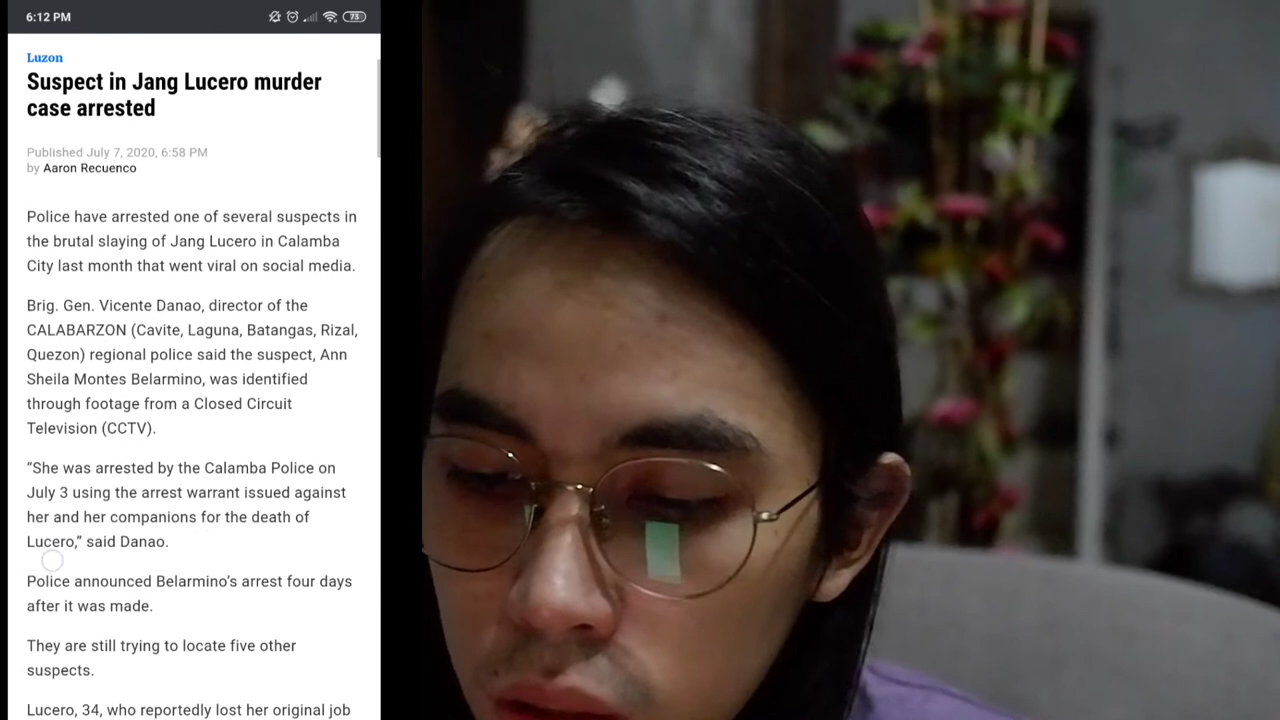 6:12 PM
73
Luzon
Suspect in Jang Lucero murder
case arrested
Published July 7, 2020, 6:58 PM
by Aaron Recuenco
Police have arrested one of several suspects in
the brutal slaying of Jang Lucero in Calamba
City last month that went viral on social media.
Brig. Gen. Vicente Danao, director of the
CALABARZON (Cavite, Laguna, Batangas, Rizal,
Quezon) regional police said the suspect, Ann
Sheila Montes Belarmino, was identified
through footage from a Closed Circuit
Television (CCTV).
“She was arrested by the Calamba Police on
July 3 using the arrest warrant issued against
her and her companions for the death of
Lucero,” said Danao.
Police announced Belarmino’s arrest four days
after it was made.
They are still trying to locate five other
suspects.
Lucero, 34, who reportedly lost her original job